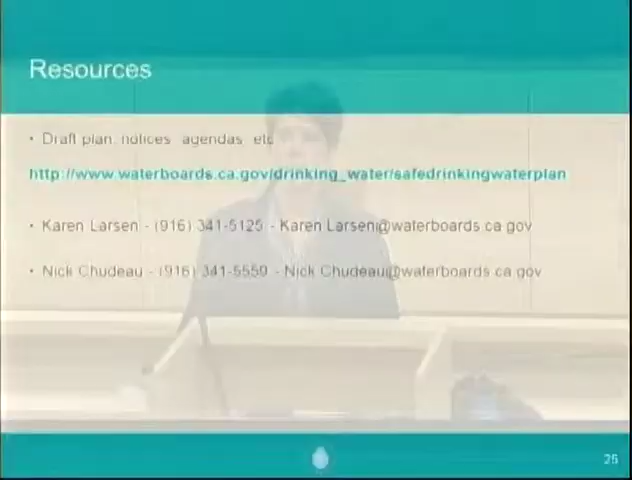 Resources
• Draft plan, notices, agendas, etc
http://www.waterboards.ca.gov/drinking_water/safedrinkingwaterplan
• Karen Larsen - (916) 341-5125 - Karen.Larsen@waterboards.ca.gov
• Nick Chudeau - (916) 341-5550 - Nick.Chudeau@waterboards.ca.gov
25